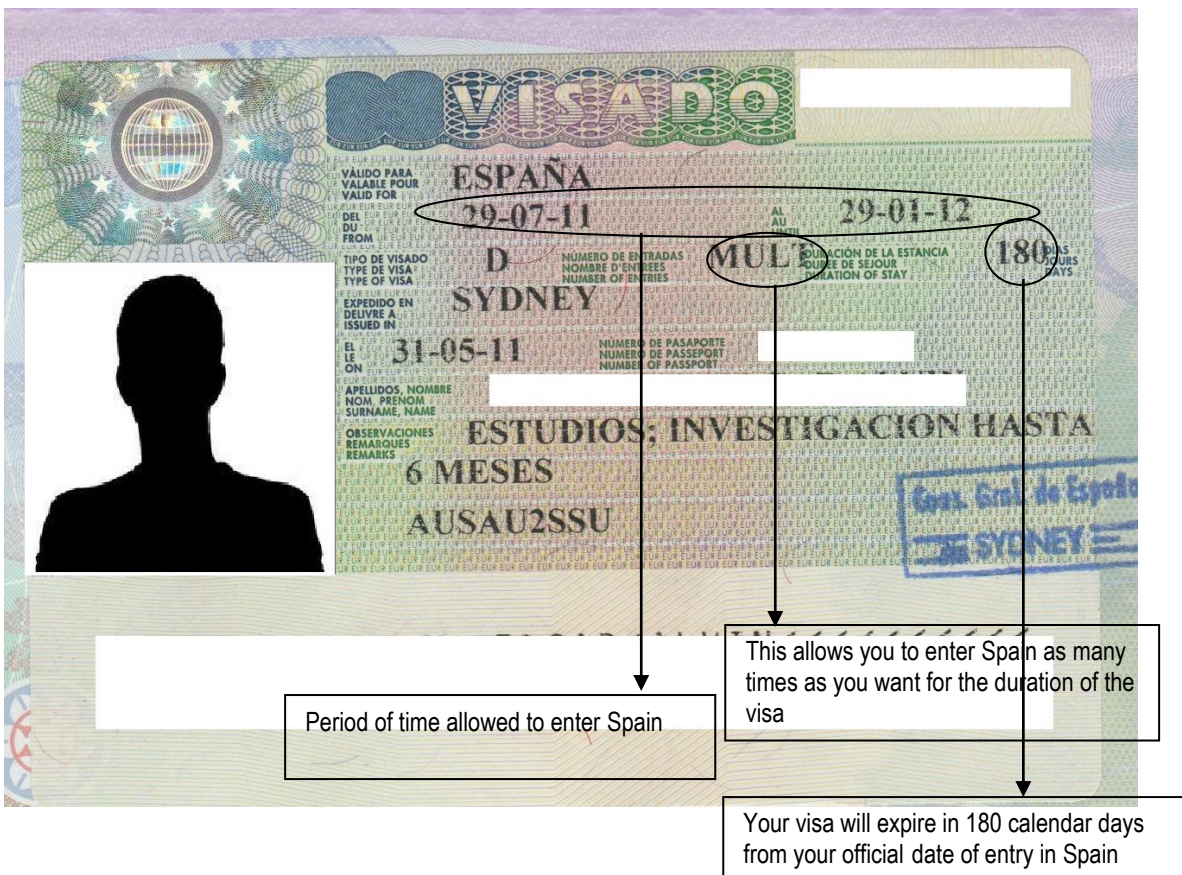 VISADO
VÁLIDO PARA
VALABLE POUR
VALID FOR
ESPAÑA
DEL
DU
FROM
29-07-11
AL
AU
UNTIL
29-01-12
TIPO DE VISADO
TYPE DE VISA
TYPE OF VISA
D
NÚMERO DE ENTRADAS
NOMBRE D'ENTREES
NUMBER OF ENTRIES
MULT
DURACIÓN DE LA ESTANCIA
DUREE DE SEJOUR
DURATION OF STAY
180
DIAS
JOURS
DAYS
EXPEDIDO EN
DELIVRE A
ISSUED IN
SYDNEY
EL
LE
ON
31-05-11
NÚMERO DE PASAPORTE
NUMERO DE PASSEPORT
NUMBER OF PASSPORT
APELLIDOS, NOMBRE
NOM, PRENOM
SURNAME, NAME
OBSERVACIONES
REMARQUES
REMARKS
ESTUDIOS; INVESTIGACION HASTA
6 MESES
AUSAU2SSU
Cons. Gral. de España
SYDNEY
This allows you to enter Spain as many
times as you want for the duration of the
visa
Period of time allowed to enter Spain
Your visa will expire in 180 calendar days
from your official date of entry in Spain